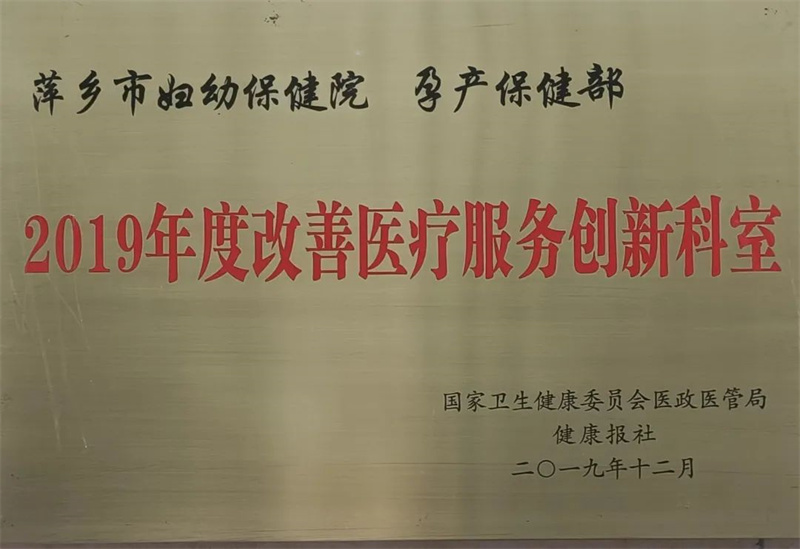 萍乡市妇幼保健院 孕产保健部
2019年度改善医疗服务创新科室
国家卫生健康委员会医政医管局
健康报社
二〇一九年十二月